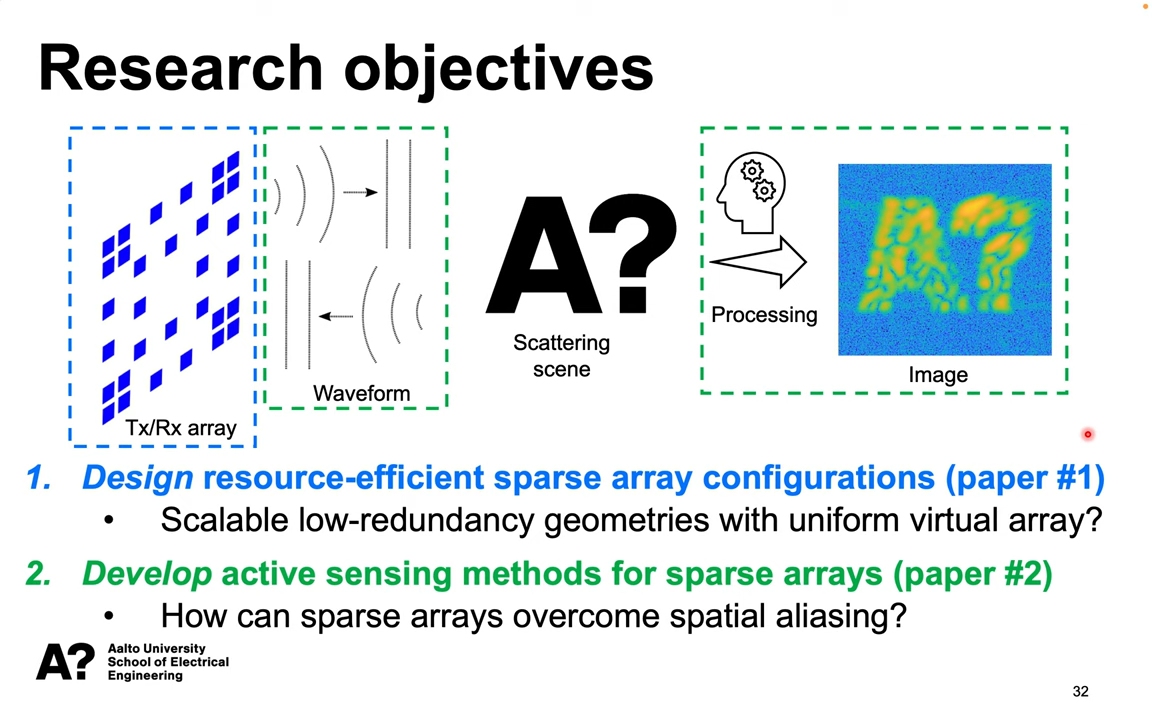 Research objectives
Tx/Rx array
Waveform
A?
Scattering
scene
Processing
A?
Image
1. Design resource-efficient sparse array configurations (paper #1)
• Scalable low-redundancy geometries with uniform virtual array?
2. Develop active sensing methods for sparse arrays (paper #2)
• How can sparse arrays overcome spatial aliasing?
A?
Aalto University
School of Electrical
Engineering
32